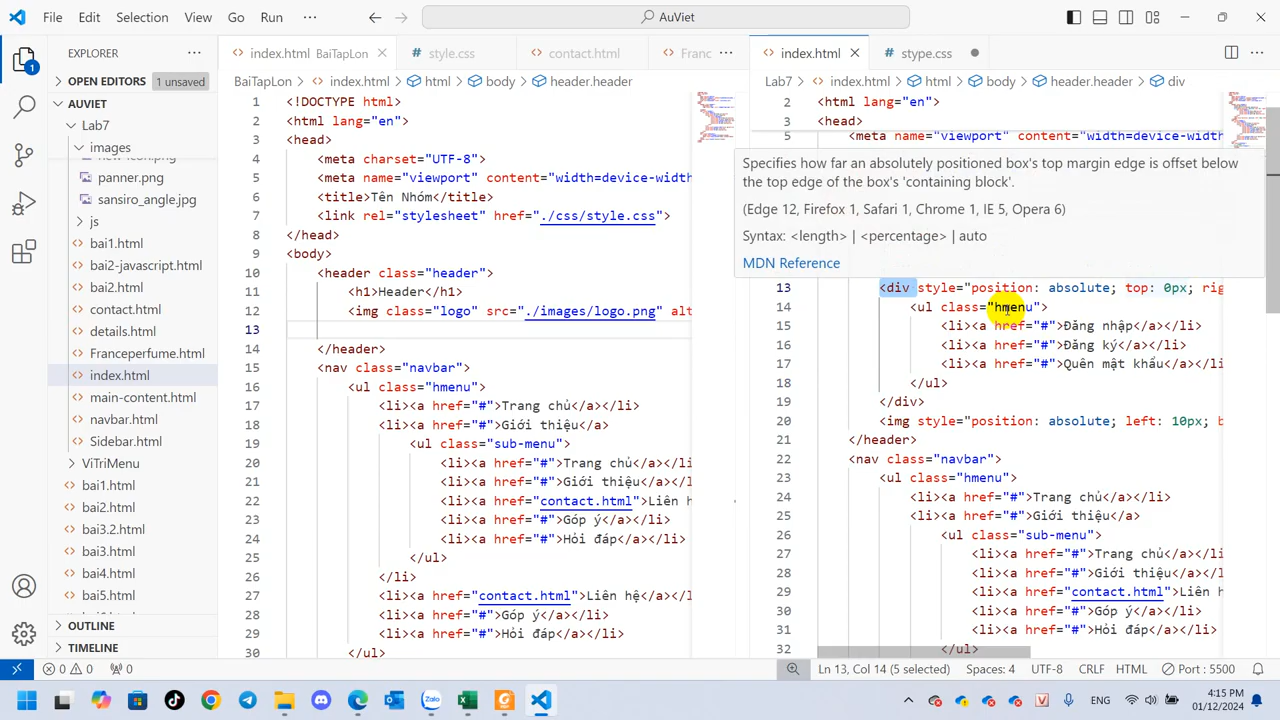 File Edit Selection View Go Run ··· AuViet
EXPLORER
OPEN EDITORS 1 unsaved
AUVIET
Lab7
images
new-icon.png
panner.png
sansiro_angle.jpg
js
bai1.html
bai2-javascript.html
bai2.html
contact.html
details.html
Franceperfume.html
index.html
main-content.html
navbar.html
Sidebar.html
ViTriMenu
bai1.html
bai2.html
bai3.2.html
bai3.html
bai4.html
bai5.html
OUTLINE
TIMELINE
index.html BaiTapLon style.css contact.html Franc
BaiTapLon > index.html > html > body > header.header
1 <!DOCTYPE html>
2 <html lang="en">
3 <head>
4 <meta charset="UTF-8">
5 <meta name="viewport" content="width=device-width
6 <title>Tên Nhóm</title>
7 <link rel="stylesheet" href="./css/style.css">
8 </head>
9 <body>
10 <header class="header">
11 <h1>Header</h1>
12 <img class="logo" src="./images/logo.png" alt
13
14 </header>
15 <nav class="navbar">
16 <ul class="hmenu">
17 <li><a href="#">Trang chủ</a></li>
18 <li><a href="#">Giới thiệu</a>
19 <ul class="sub-menu">
20 <li><a href="#">Trang chủ</a></li
21 <li><a href="#">Giới thiệu</a></l
22 <li><a href="contact.html">Liên h
23 <li><a href="#">Góp ý</a></li>
24 <li><a href="#">Hỏi đáp</a></li>
25 </ul>
26 </li>
27 <li><a href="contact.html">Liên hệ</a></l
28 <li><a href="#">Góp ý</a></li>
29 <li><a href="#">Hỏi đáp</a></li>
30 </ul>
index.html stype.css
Lab7 > index.html > html > body > header.header > div
2 <html lang="en">
3 <head>
5 <meta name="viewport" content="width=device-width,
Specifies how far an absolutely positioned box's top margin edge is offset below
the top edge of the box's 'containing block'.
(Edge 12, Firefox 1, Safari 1, Chrome 1, IE 5, Opera 6)
Syntax: <length> | <percentage> | auto
MDN Reference
13 <div style="position: absolute; top: 0px; rig
14 <ul class="hmenu">
15 <li><a href="#">Đăng nhập</a></li>
16 <li><a href="#">Đăng ký</a></li>
17 <li><a href="#">Quên mật khẩu</a></li
18 </ul>
19 </div>
20 <img style="position: absolute; left: 10px; b
21 </header>
22 <nav class="navbar">
23 <ul class="hmenu">
24 <li><a href="#">Trang chủ</a></li>
25 <li><a href="#">Giới thiệu</a>
26 <ul class="sub-menu">
27 <li><a href="#">Trang chủ</a></li
28 <li><a href="#">Giới thiệu</a></l
29 <li><a href="contact.html">Liên h
30 <li><a href="#">Góp ý</a></li>
31 <li><a href="#">Hỏi đáp</a></li>
32 </ul>
0 0 0 Ln 13, Col 14 (5 selected) Spaces: 4 UTF-8 CRLF HTML Port : 5500
Zalo ENG 4:15 PM
01/12/2024